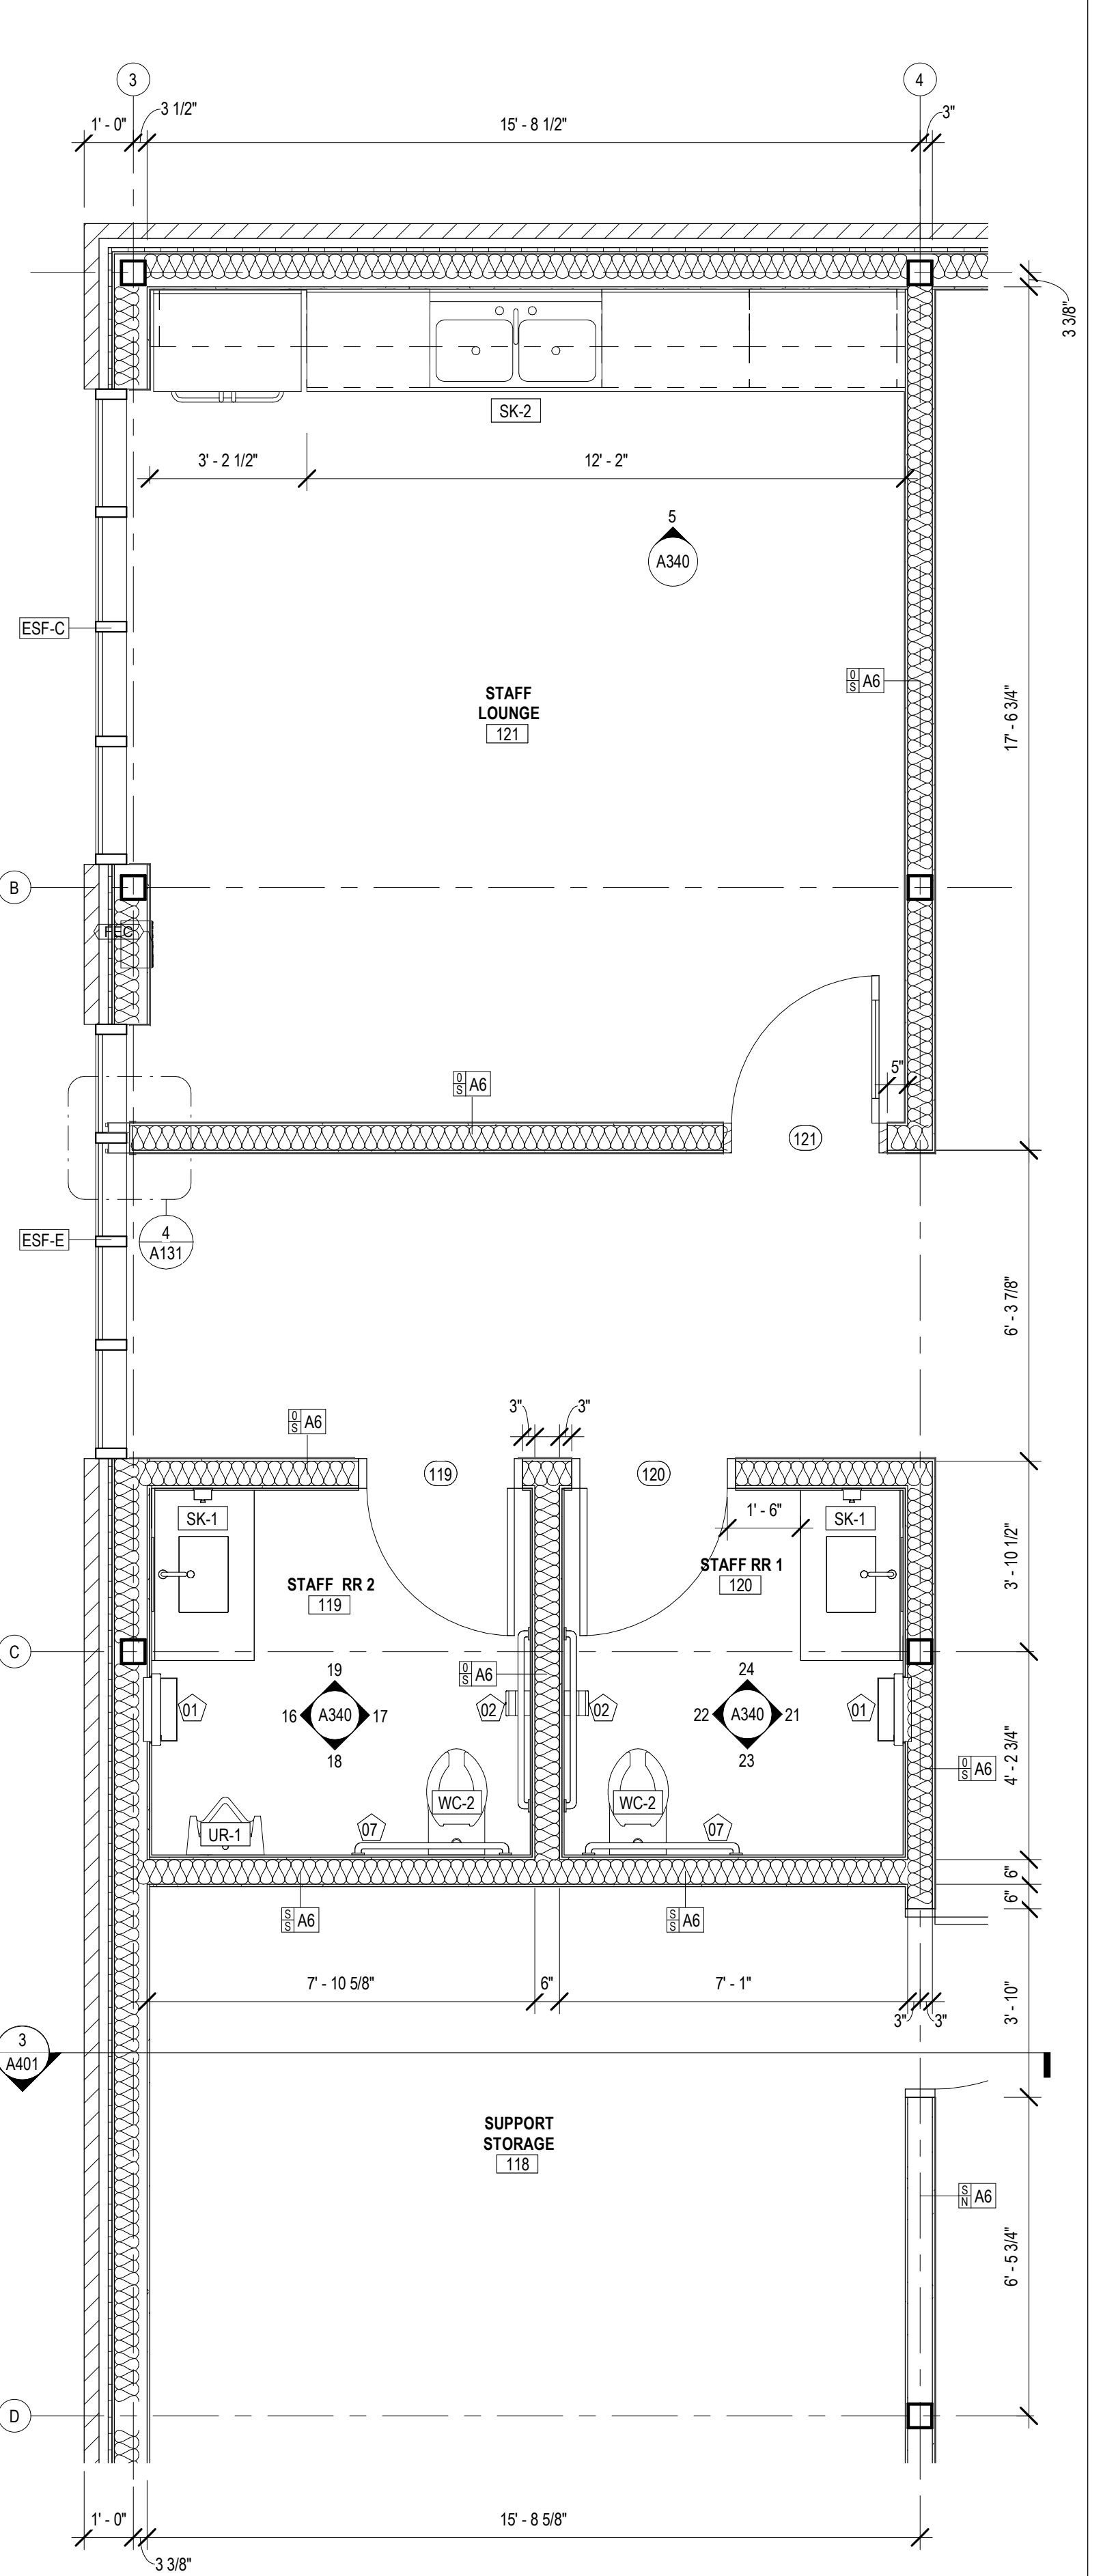 3
4
1' - 0"
3 1/2"
15' - 8 1/2"
3"
3 3/8"
SK-2
3' - 2 1/2"
12' - 2"
5
A340
ESF-C
STAFF
LOUNGE
121
0
S
A6
17' - 6 3/4"
B
FEC
0
S
A6
5"
121
ESF-E
4
A131
6' - 3 7/8"
0
S
A6
3"
3"
119
120
SK-1
1' - 6"
SK-1
STAFF RR 2
119
STAFF RR 1
120
3' - 10 1/2"
C
0
S
A6
01
19
16
A340
17
18
02
02
24
22
A340
21
23
01
4' - 2 3/4"
0
S
A6
WC-2
WC-2
UR-1
07
07
6"
6"
S
S
A6
S
S
A6
7' - 10 5/8"
6"
7' - 1"
3"
3"
3' - 10"
3
A401
SUPPORT
STORAGE
118
S
N
A6
6' - 5 3/4"
D
1' - 0"
3 3/8"
15' - 8 5/8"